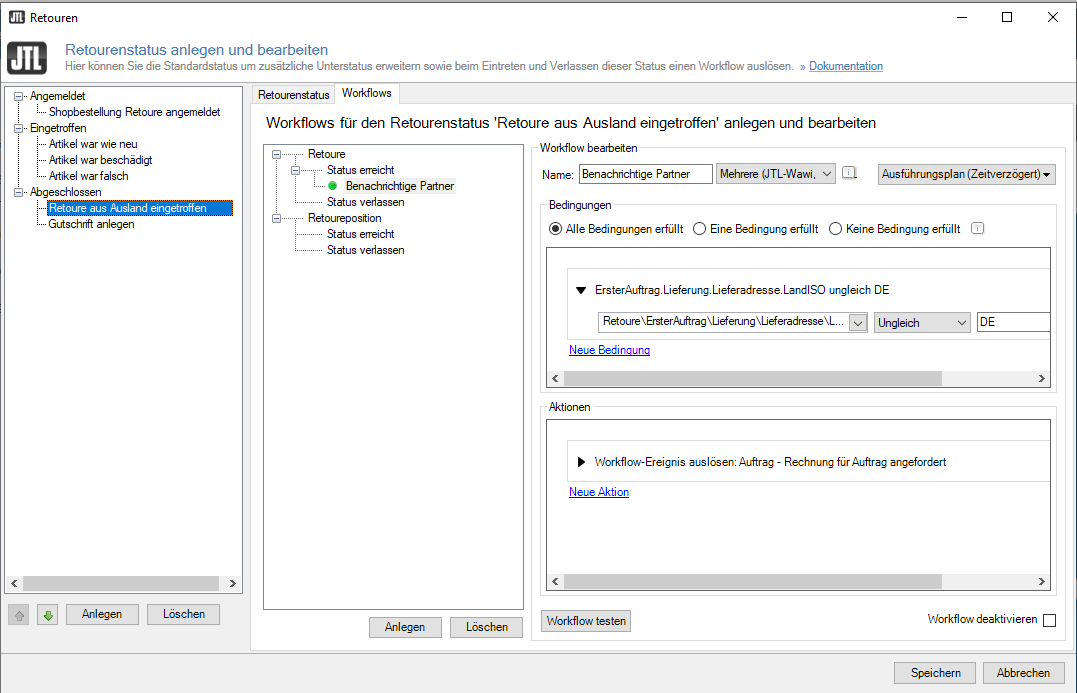 JTL Retouren
JTL
Retourenstatus anlegen und bearbeiten
Hier können Sie die Standardstatus um zusätzliche Unterstatus erweitern sowie beim Eintreten und Verlassen dieser Status einen Workflow auslösen. » Dokumentation
Angemeldet
Shopbestellung Retoure angemeldet
Eingetroffen
Artikel war wie neu
Artikel war beschädigt
Artikel war falsch
Abgeschlossen
Retoure aus Ausland eingetroffen
Gutschrift anlegen
Anlegen
Löschen
Retourenstatus
Workflows
Workflows für den Retourenstatus 'Retoure aus Ausland eingetroffen' anlegen und bearbeiten
Retoure
Status erreicht
Benachrichtige Partner
Status verlassen
Retoureposition
Status erreicht
Status verlassen
Anlegen
Löschen
Workflow bearbeiten
Name: Benachrichtige Partner Mehrere (JTL-Wawi, Ausführungsplan (Zeitverzögert)
Bedingungen
Alle Bedingungen erfüllt Eine Bedingung erfüllt Keine Bedingung erfüllt
ErsterAuftrag.Lieferung.Lieferadresse.LandISO ungleich DE
Retoure\ErsterAuftrag\Lieferung\Lieferadresse\L... Ungleich DE
Neue Bedingung
Aktionen
Workflow-Ereignis auslösen: Auftrag - Rechnung für Auftrag angefordert
Neue Aktion
Workflow testen
Workflow deaktivieren
Speichern
Abbrechen